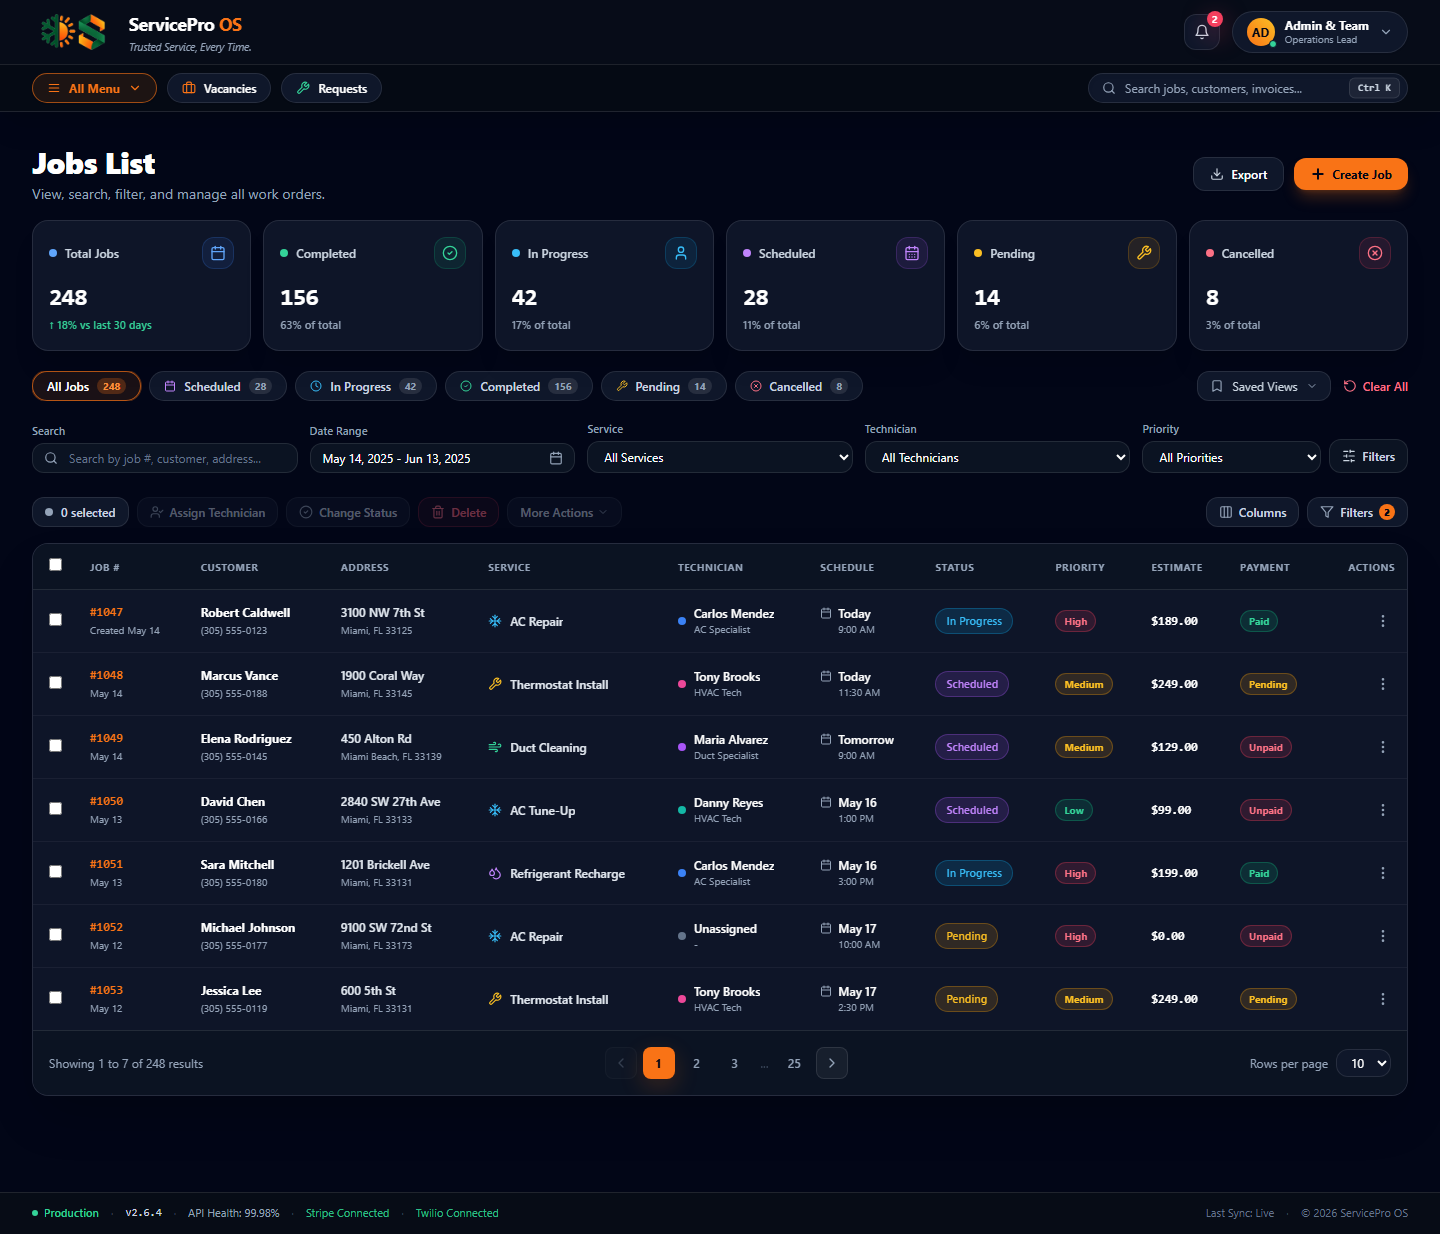 ServicePro OS
Trusted Service, Every Time.
2
AD
Admin & Team
Operations Lead
All Menu
Vacancies
Requests
Search jobs, customers, invoices...
Ctrl K
Jobs List
View, search, filter, and manage all work orders.
Export
Create Job
Total Jobs
248
↑ 18% vs last 30 days
Completed
156
63% of total
In Progress
42
17% of total
Scheduled
28
11% of total
Pending
14
6% of total
Cancelled
8
3% of total
All Jobs 248
Scheduled 28
In Progress 42
Completed 156
Pending 14
Cancelled 8
Saved Views
Clear All
Search
Search by job #, customer, address...
Date Range
May 14, 2025 - Jun 13, 2025
Service
All Services
Technician
All Technicians
Priority
All Priorities
Filters
0 selected
Assign Technician
Change Status
Delete
More Actions
Columns
Filters 2
JOB # CUSTOMER ADDRESS SERVICE TECHNICIAN SCHEDULE STATUS PRIORITY ESTIMATE PAYMENT ACTIONS
#1047 Robert Caldwell 3100 NW 7th St AC Repair Carlos Mendez Today In Progress High $189.00 Paid
Created May 14 (305) 555-0123 Miami, FL 33125 AC Specialist 9:00 AM
#1048 Marcus Vance 1900 Coral Way Thermostat Install Tony Brooks Today Scheduled Medium $249.00 Pending
May 14 (305) 555-0188 Miami, FL 33145 HVAC Tech 11:30 AM
#1049 Elena Rodriguez 450 Alton Rd Duct Cleaning Maria Alvarez Tomorrow Scheduled Medium $129.00 Unpaid
May 14 (305) 555-0145 Miami Beach, FL 33139 Duct Specialist 9:00 AM
#1050 David Chen 2840 SW 27th Ave AC Tune-Up Danny Reyes May 16 Scheduled Low $99.00 Unpaid
May 13 (305) 555-0166 Miami, FL 33133 HVAC Tech 1:00 PM
#1051 Sara Mitchell 1201 Brickell Ave Refrigerant Recharge Carlos Mendez May 16 In Progress High $199.00 Paid
May 13 (305) 555-0180 Miami, FL 33131 AC Specialist 3:00 PM
#1052 Michael Johnson 9100 SW 72nd St AC Repair Unassigned May 17 Pending High $0.00 Unpaid
May 12 (305) 555-0177 Miami, FL 33173 - 10:00 AM
#1053 Jessica Lee 600 5th St Thermostat Install Tony Brooks May 17 Pending Medium $249.00 Pending
May 12 (305) 555-0119 Miami, FL 33131 HVAC Tech 2:30 PM
Showing 1 to 7 of 248 results
1 2 3 ... 25
Rows per page 10
Production · v2.6.4 · API Health: 99.98% · Stripe Connected · Twilio Connected
Last Sync: Live · © 2026 ServicePro OS